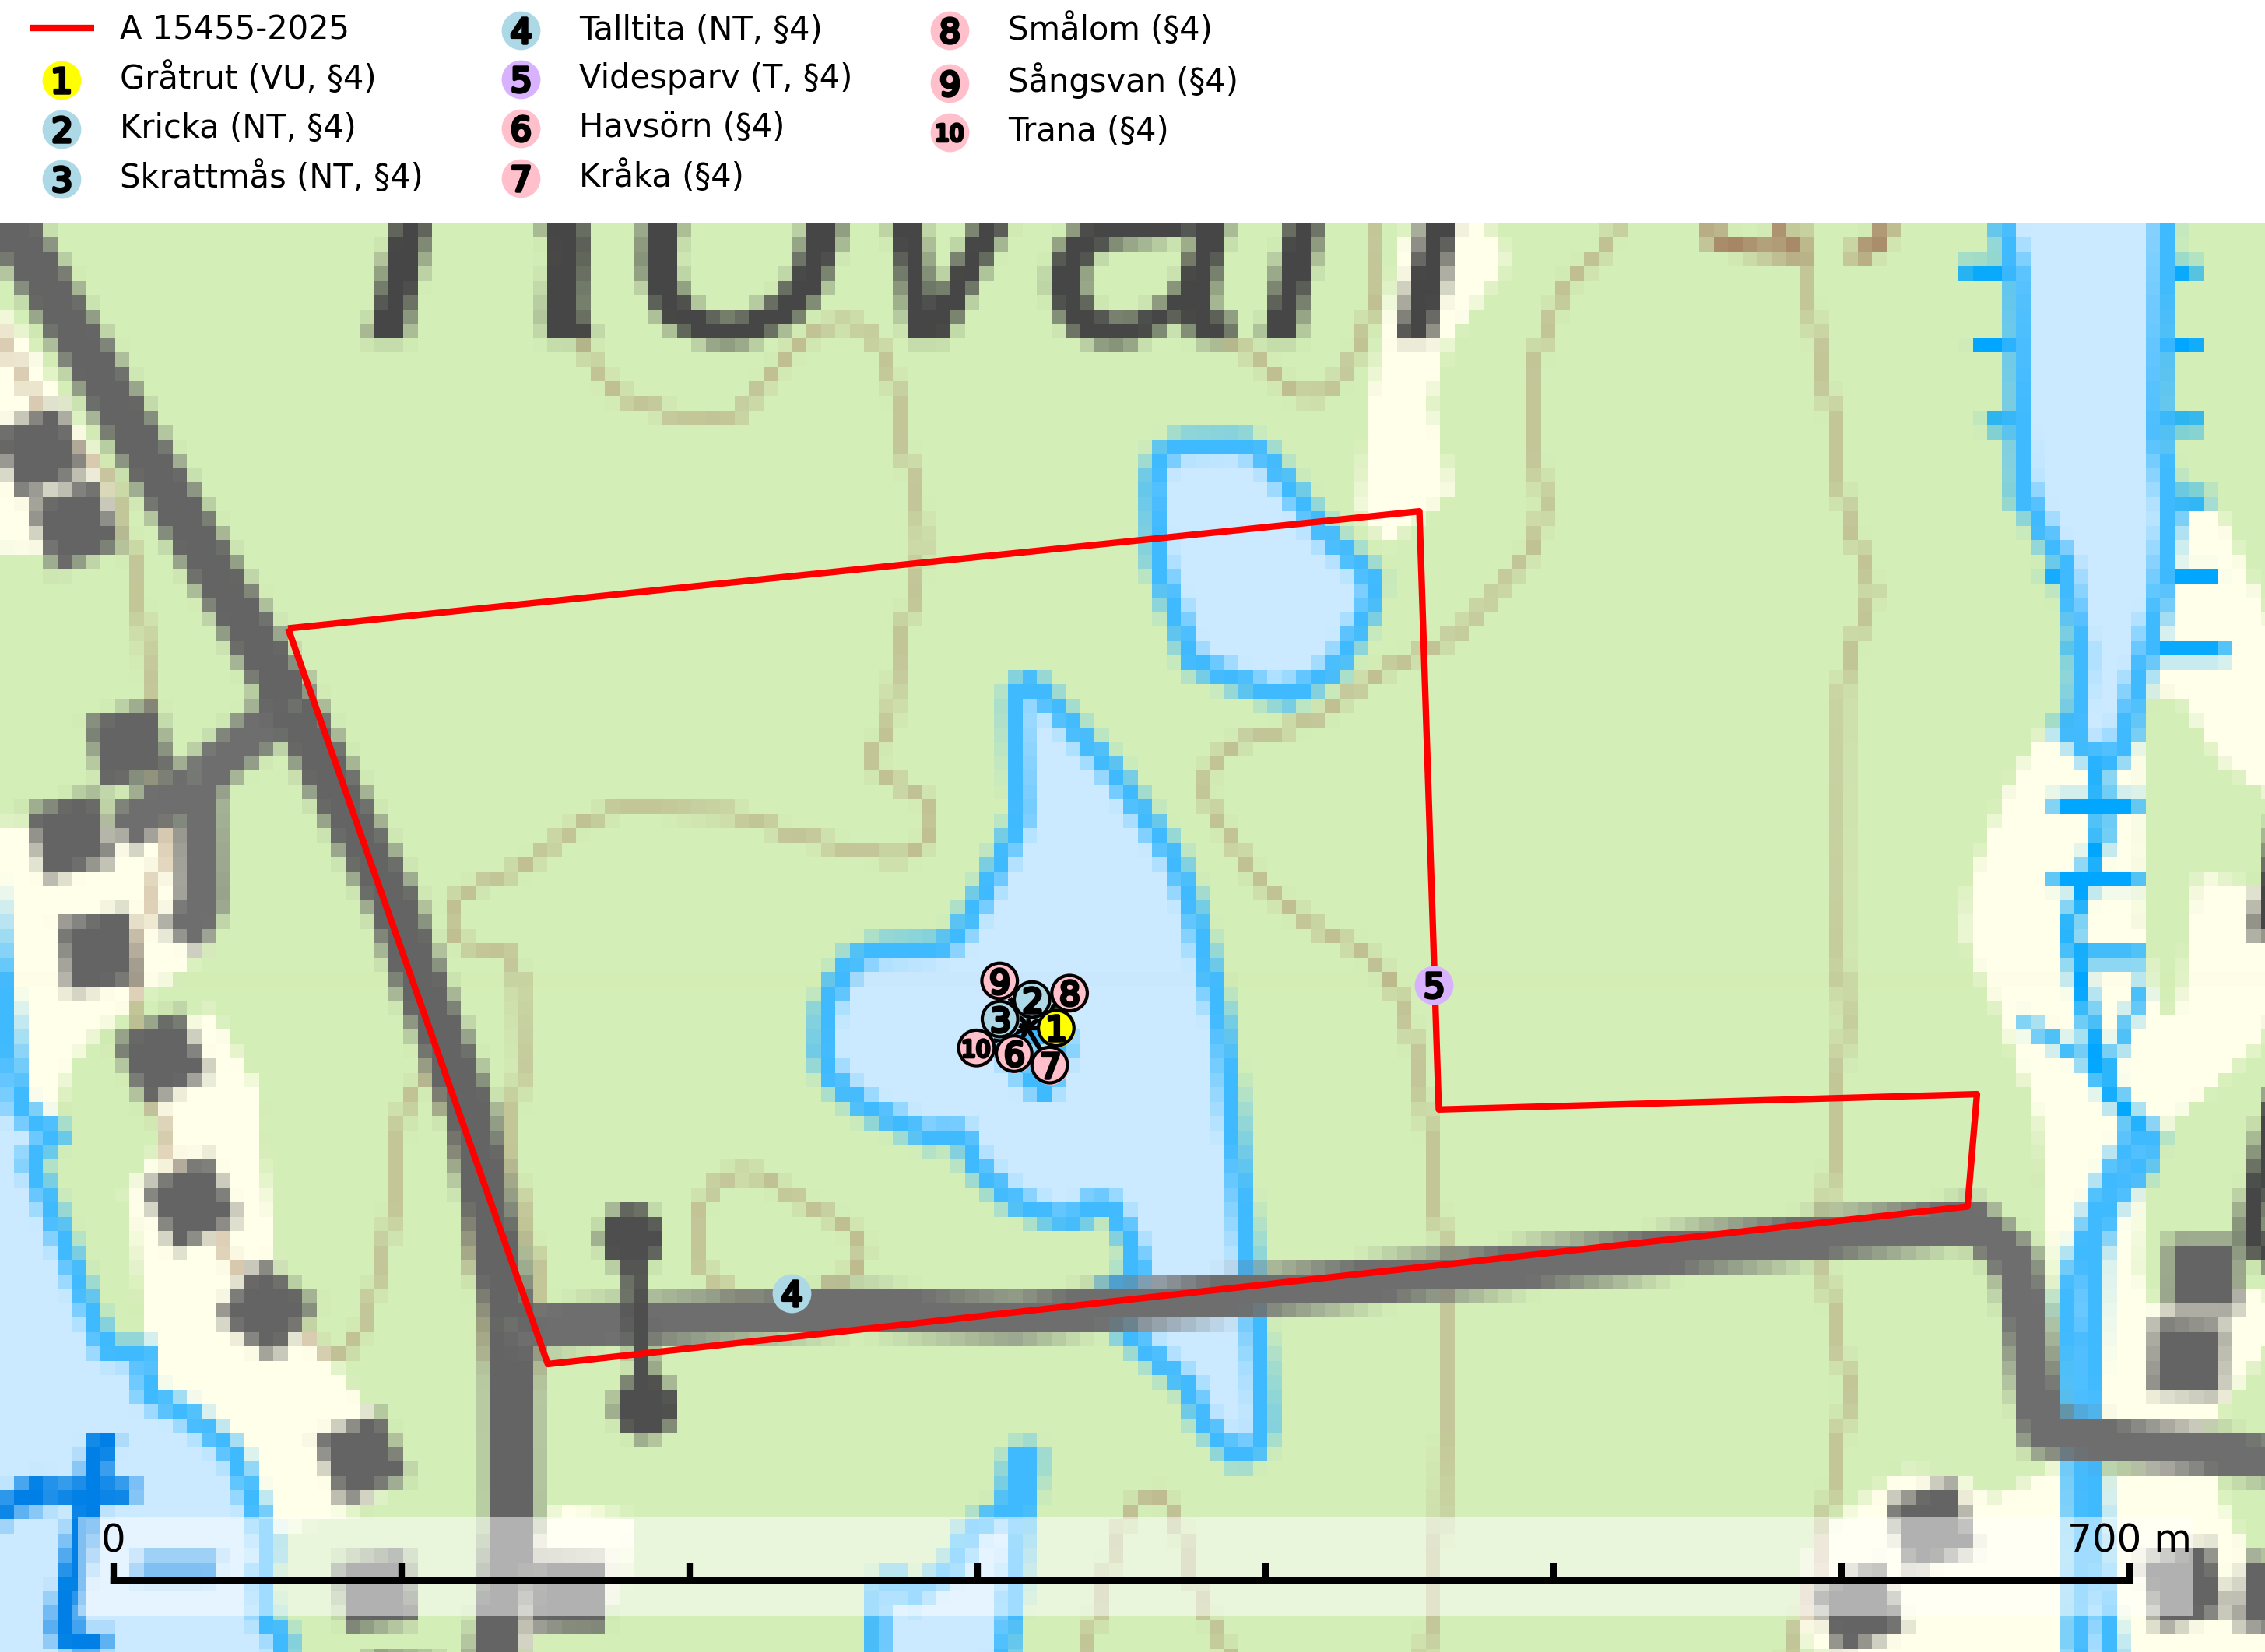 A 15455-2025
1 Gråtrut (VU, §4)
2 Kricka (NT, §4)
3 Skrattmås (NT, §4)
4 Talltita (NT, §4)
5 Videsparv (T, §4)
6 Havsörn (§4)
7 Kråka (§4)
8 Smålom (§4)
9 Sångsvan (§4)
10 Trana (§4)
9 2 8
3 1
10 6 7
5
4
0 700 m